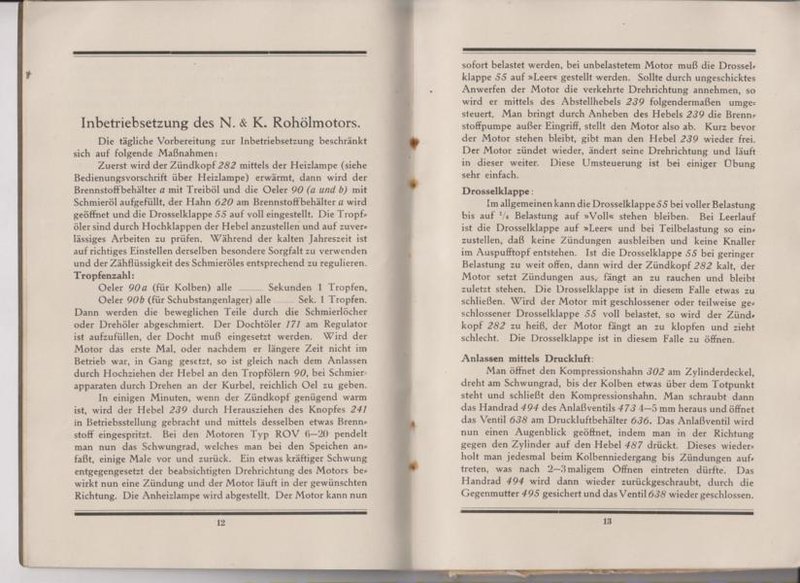 Inbetriebsetzung des N. & K. Rohölmotors.
Die tägliche Vorbereitung zur Inbetriebsetzung beschränkt
sich auf folgende Maßnahmen:
Zuerst wird der Zündkopf 282 mittels der Heizlampe (siehe
Bedienungsvorschrift über Heizlampe) erwärmt, dann wird der
Brennstoffbehälter a mit Treiböl und die Oeler 90 (a und b) mit
Schmieröl aufgefüllt, der Hahn 620 am Brennstoffbehälter a wird
geöffnet und die Drosselklappe 55 auf voll eingestellt. Die Tropf-
öler sind durch Hochklappen der Hebel anzustellen und auf zuver-
lässiges Arbeiten zu prüfen. Während der kalten Jahreszeit ist
auf richtiges Einstellen derselben besondere Sorgfalt zu verwenden
und der Zähflüssigkeit des Schmieröles entsprechend zu regulieren.
Tropfenzahl:
Oeler 90a (für Kolben) alle ........ Sekunden 1 Tropfen,
Oeler 90b (für Schubstangenlager) alle ...... Sek. 1 Tropfen.
Dann werden die beweglichen Teile durch die Schmierlöcher
oder Drehöler abgeschmiert. Der Dochtöler 171 am Regulator
ist aufzufüllen, der Docht muß eingesetzt werden. Wird der
Motor das erste Mal, oder nachdem er längere Zeit nicht im
Betrieb war, in Gang gesetzt, so ist gleich nach dem Anlassen
durch Hochziehen der Hebel an den Tropfölern 90, bei Schmier-
apparaten durch Drehen an der Kurbel, reichlich Oel zu geben.
In einigen Minuten, wenn der Zündkopf genügend warm
ist, wird der Hebel 239 durch Herausziehen des Knopfes 241
in Betriebsstellung gebracht und mittels desselben etwas Brenn-
stoff eingespritzt. Bei den Motoren Typ ROV 6–20 pendelt
man nun das Schwungrad, welches man bei den Speichen an-
faßt, einige Male vor und zurück. Ein etwas kräftiger Schwung
entgegengesetzt der beabsichtigten Drehrichtung des Motors be-
wirkt nun eine Zündung und der Motor läuft in der gewünschten
Richtung. Die Anheizlampe wird abgestellt. Der Motor kann nun
12
sofort belastet werden, bei unbelastetem Motor muß die Drossel-
klappe 55 auf »Leer« gestellt werden. Sollte durch ungeschicktes
Anwerfen der Motor die verkehrte Drehrichtung annehmen, so
wird er mittels des Abstellhebels 239 folgendermaßen umge-
steuert. Man bringt durch Anheben des Hebels 239 die Brenn-
stoffpumpe außer Eingriff, stellt den Motor also ab. Kurz bevor
der Motor stehen bleibt, gibt man den Hebel 239 wieder frei.
Der Motor zündet wieder, ändert seine Drehrichtung und läuft
in dieser weiter. Diese Umsteuerung ist bei einiger Übung
sehr einfach.
Drosselklappe:
Im allgemeinen kann die Drosselklappe 55 bei voller Belastung
bis auf Belastung auf »Voll« stehen bleiben. Bei Leerlauf
ist die Drosselklappe auf »Leer« und bei Teilbelastung so ein-
zustellen, daß keine Zündungen ausbleiben und keine Knaller
im Auspufftopf entstehen. Ist die Drosselklappe 55 bei geringer
Belastung zu weit offen, dann wird der Zündkopf 282 kalt, der
Motor setzt Zündungen aus, fängt an zu rauchen und bleibt
zuletzt stehen. Die Drosselklappe ist in diesem Falle etwas zu
schließen. Wird der Motor mit geschlossener oder teilweise ge-
schlossener Drosselklappe 55 voll belastet, so wird der Zünd-
kopf 282 zu heiß, der Motor fängt an zu klopfen und zieht
schlecht. Die Drosselklappe ist in diesem Falle zu öffnen.
Anlassen mittels Druckluft:
Man öffnet den Kompressionshahn 302 am Zylinderdeckel,
dreht am Schwungrad, bis der Kolben etwas über dem Totpunkt
steht und schließt den Kompressionshahn. Man schraubt dann
das Handrad 494 des Anlaßventils 473 4–5 mm heraus und öffnet
das Ventil 638 am Druckluftbehälter 636. Das Anlaßventil wird
nun einen Augenblick geöffnet, indem man in der Richtung
gegen den Zylinder auf den Hebel 487 drückt. Dieses wieder-
holt man jedesmal beim Kolbenniedergang bis Zündungen auf-
treten, was nach 2–3maligem Öffnen eintreten dürfte. Das
Handrad 494 wird dann wieder zurückgeschraubt, durch die
Gegenmutter 495 gesichert und das Ventil 638 wieder geschlossen.
13